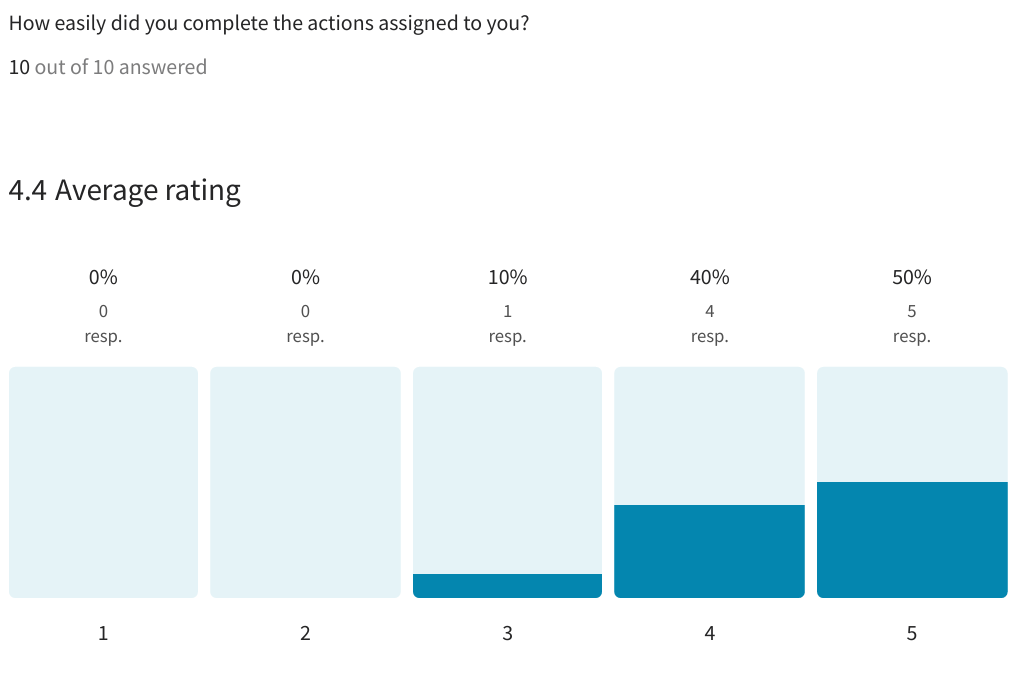 How easily did you complete the actions assigned to you?
10 out of 10 answered
4.4 Average rating
0% 0% 10% 40% 50%
0 0 1 4 5
resp. resp. resp. resp. resp.
1 2 3 4 5